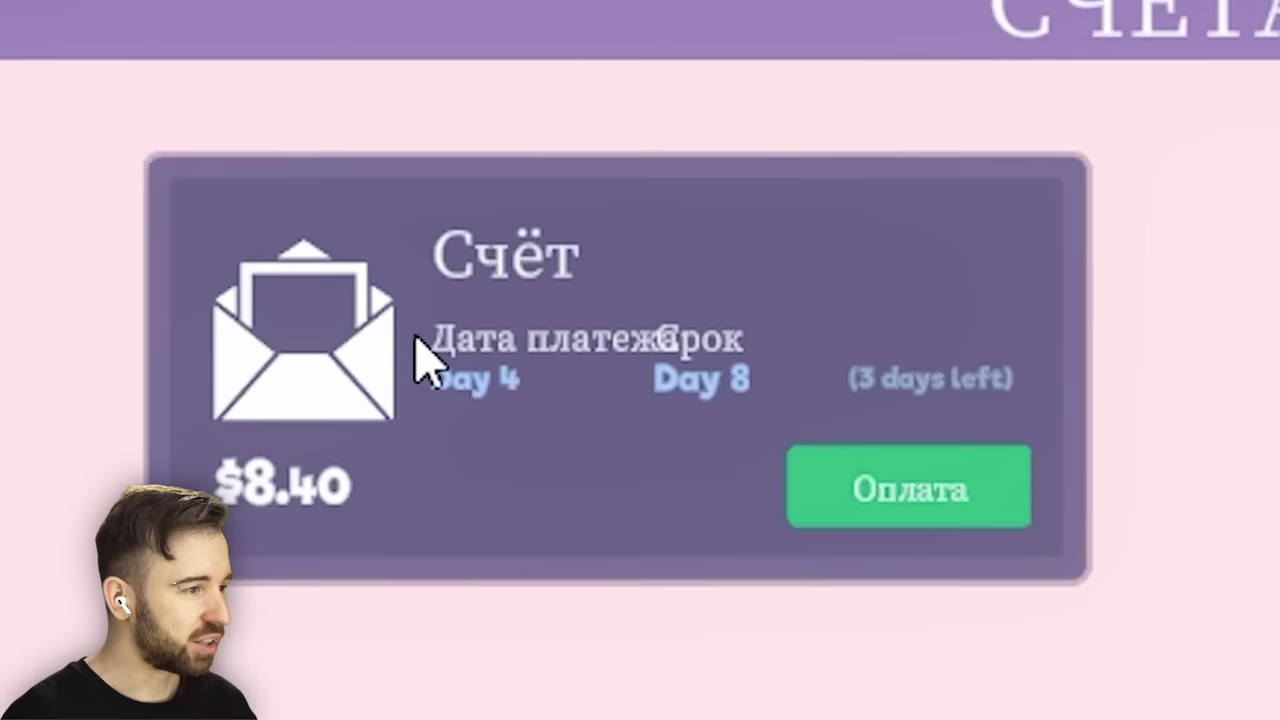 СЧЕТА
Счёт
Дата платежа Срок
Day 4 Day 8 (3 days left)
$8.40
Оплата